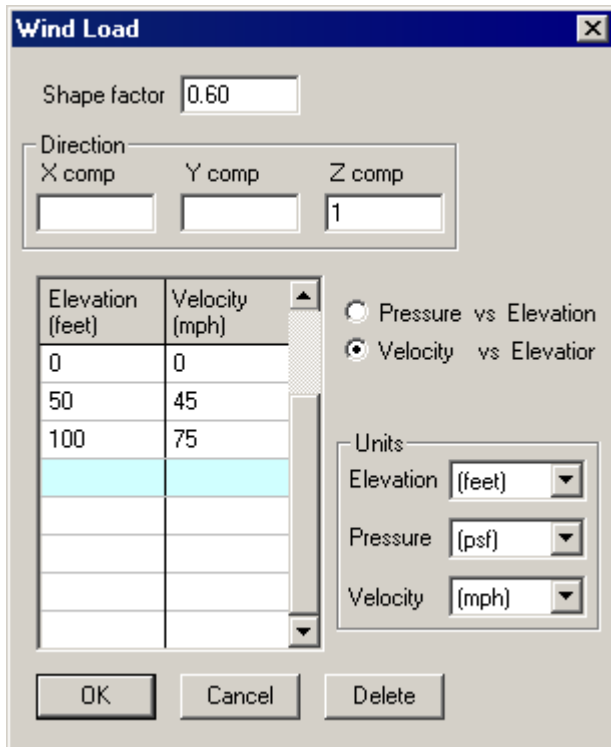 Wind Load
Shape factor 0.60
Direction
X comp Y comp Z comp
1
Elevation (feet) Velocity (mph)
0 0
50 45
100 75
Pressure vs Elevation
Velocity vs Elevatior
Units
Elevation (feet)
Pressure (psf)
Velocity (mph)
OK Cancel Delete